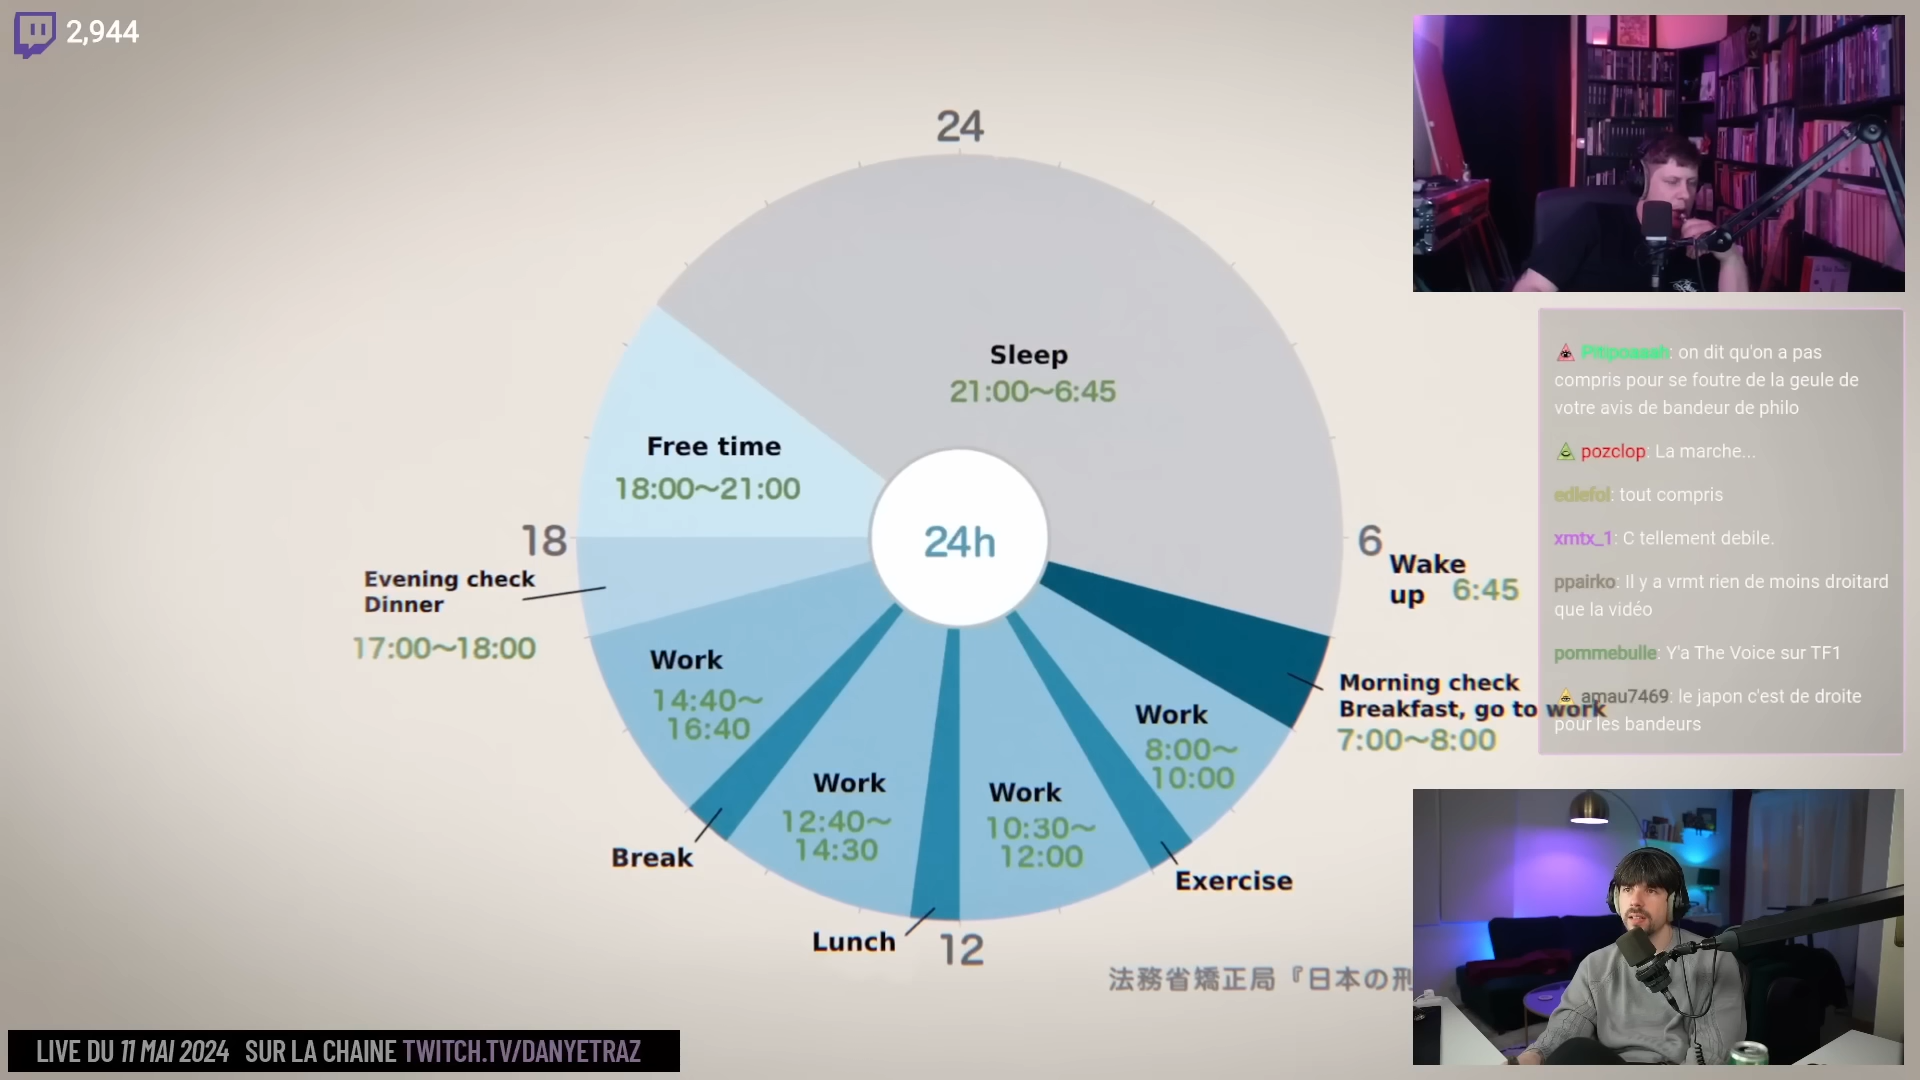 2,944
24
Sleep
21:00～6:45
Free time
18:00～21:00
18
24h
6
Wake
up 6:45
Evening check
Dinner
17:00～18:00
Work
14:40～
16:40
Work
12:40～
14:30
Work
10:30～
12:00
Work
8:00～
10:00
Morning check
Breakfast, go to work
7:00～8:00
Break
Exercise
Lunch
12
法務省矯正局『日本の刑
Pitipoaaah: on dit qu'on a pas
compris pour se foutre de la geule de
votre avis de bandeur de philo
pozclop: La marche...
edlefol: tout compris
xmtx_1: C tellement debile.
ppairko: Il y a vrmt rien de moins droitard
que la vidéo
pommebulle: Y'a The Voice sur TF1
amau7469: le japon c'est de droite
pour les bandeurs
LIVE DU 11 MAI 2024 SUR LA CHAINE TWITCH.TV/DANYETRAZ